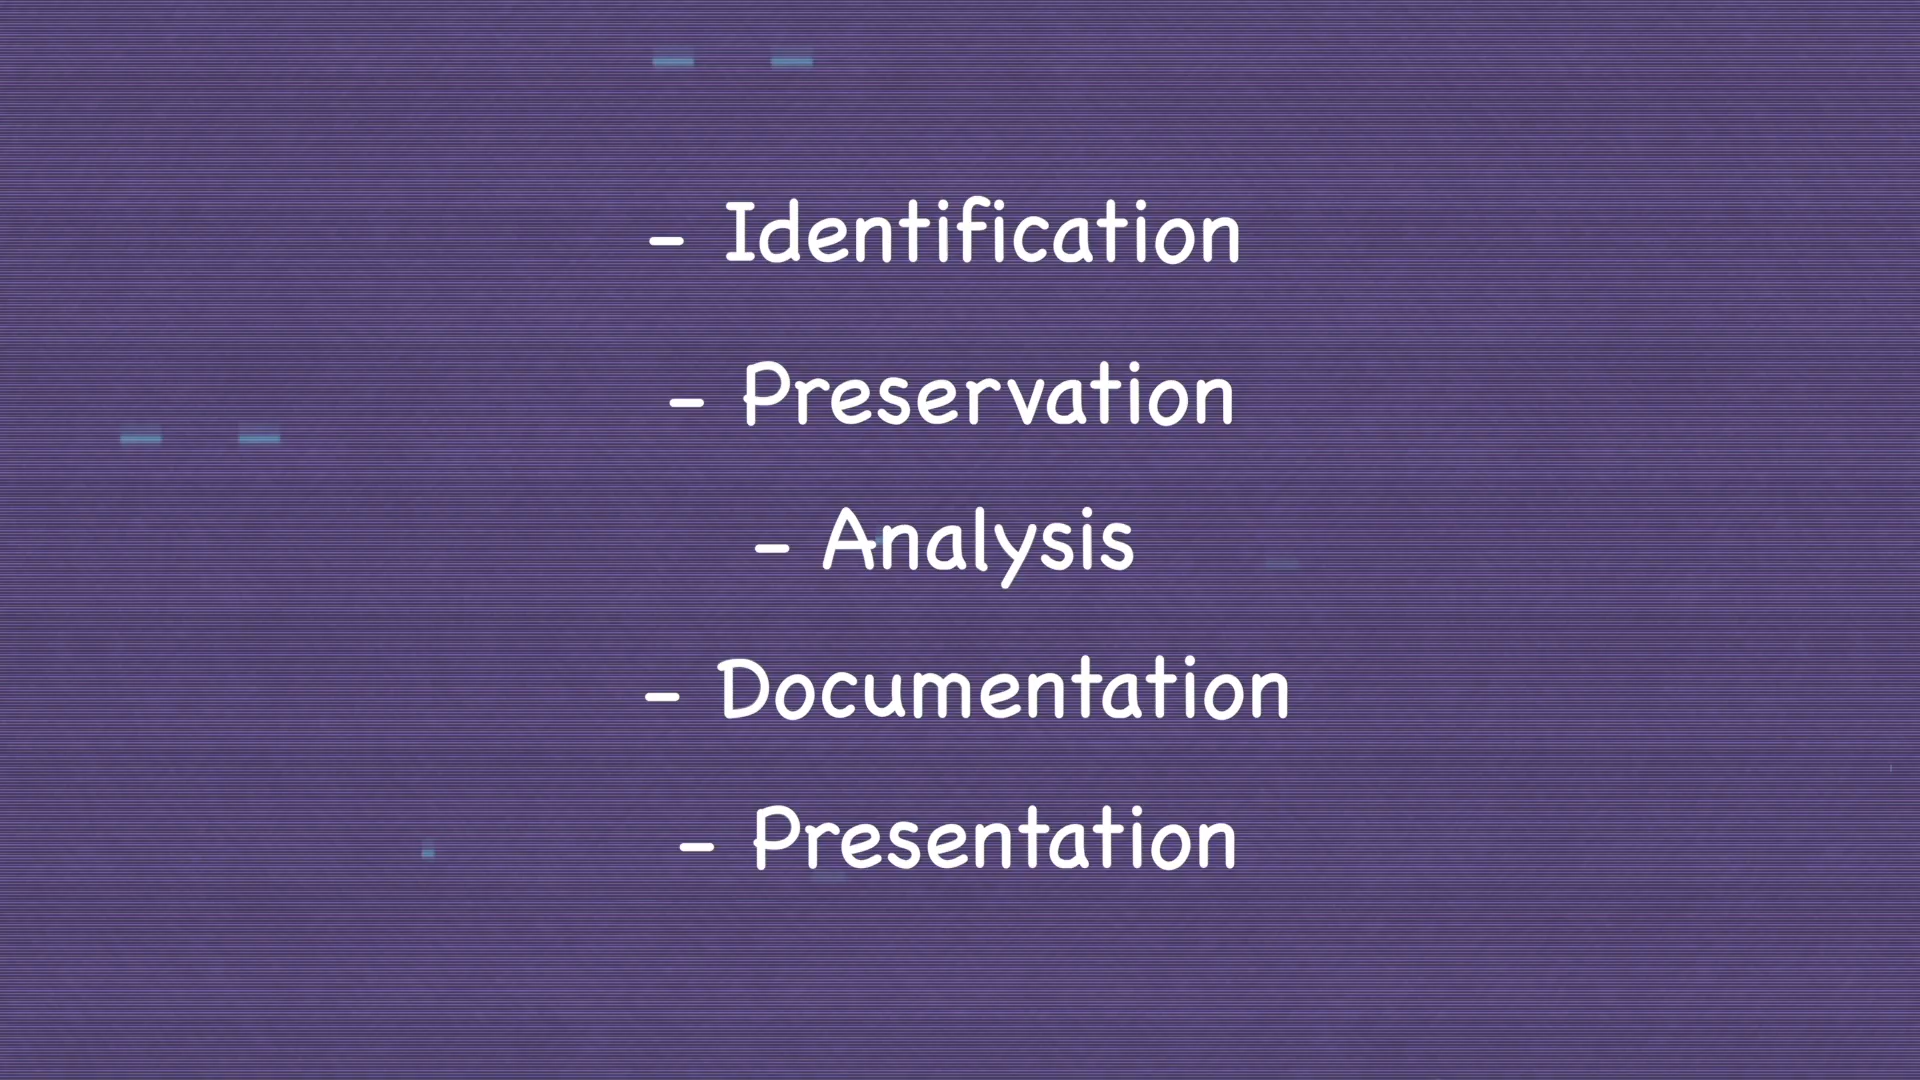 - Identification
- Preservation
- Analysis
- Documentation
- Presentation